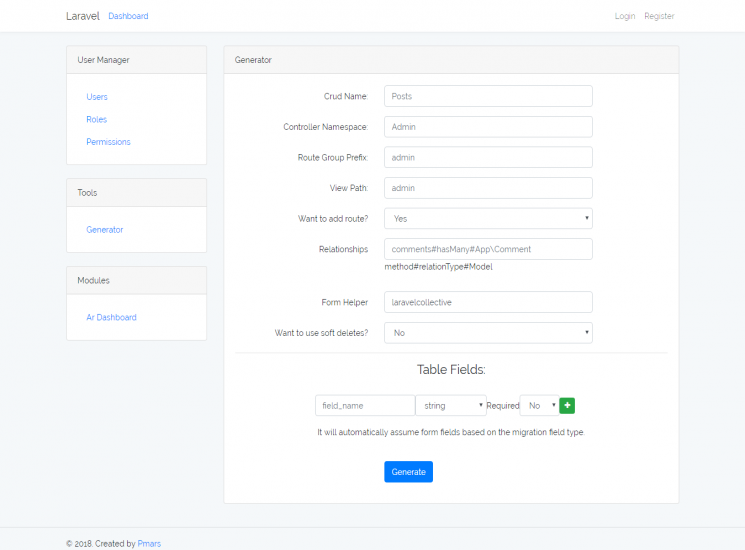 Laravel Dashboard Login Register
User Manager
Users
Roles
Permissions
Tools
Generator
Modules
Ar Dashboard
Generator
Crud Name: Posts
Controller Namespace: Admin
Route Group Prefix: admin
View Path: admin
Want to add route? Yes
Relationships comments#hasMany#App\Comment
method#relationType#Model
Form Helper laravelcollective
Want to use soft deletes? No
Table Fields:
field_name string Required No +
It will automatically assume form fields based on the migration field type.
Generate
© 2018. Created by Pmars